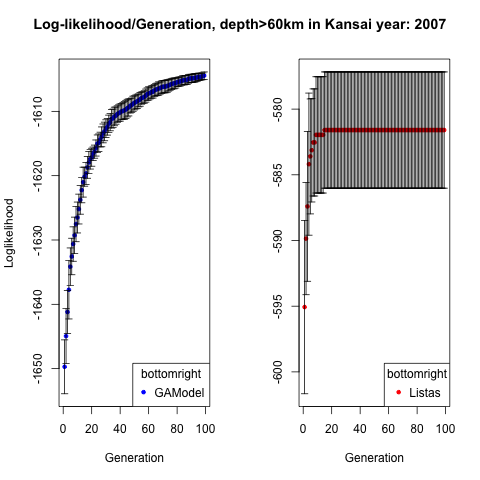 Log-likelihood/Generation, depth>60km in Kansai year: 2007
Loglikelihood
-1610
-1620
-1630
-1640
-1650
bottomright
GAModel
0 20 40 60 80 100
Generation
-580
-585
-590
-595
-600
bottomright
Listas
0 20 40 60 80 100
Generation